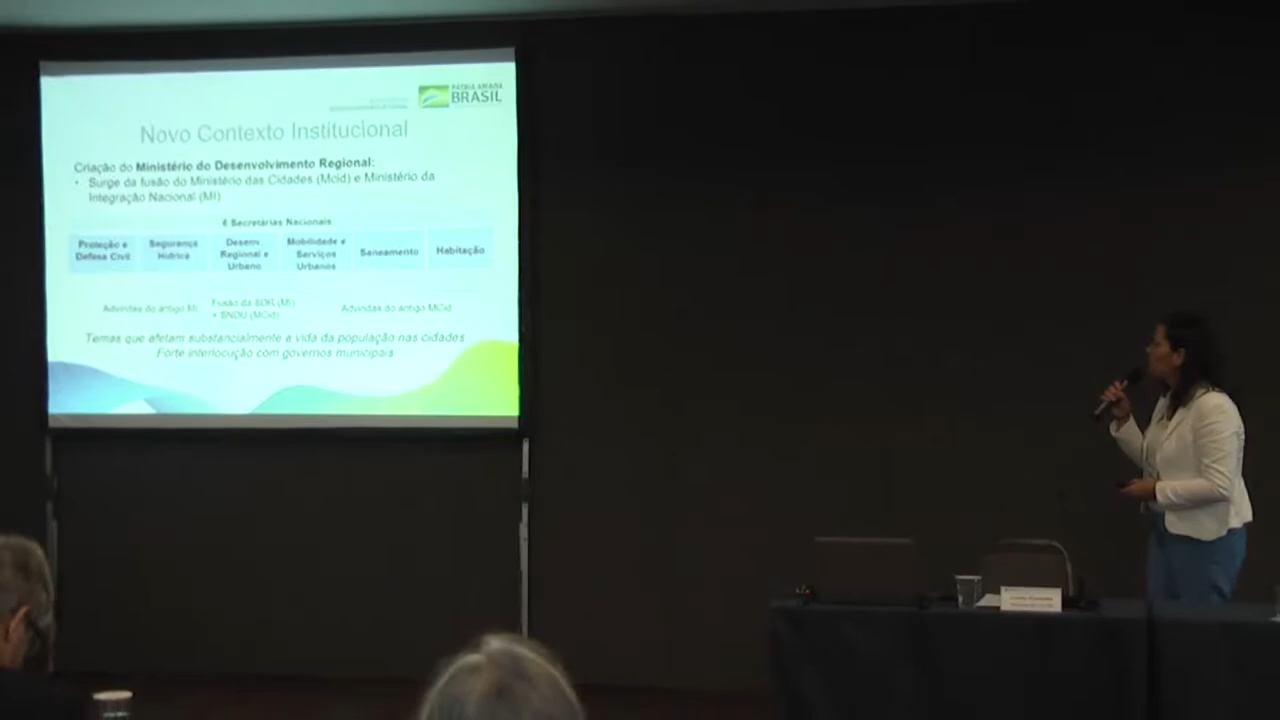 PÁTRIA AMADA
BRASIL
Novo Contexto Institucional
Criação do Ministério do Desenvolvimento Regional:
• Surge da fusão do Ministério das Cidades (Mcid) e Ministério da
Integração Nacional (MI)
6 Secretárias Nacionais
Proteção e
Defesa Civil
Segurança
Hídrica
Desenv.
Regional e
Urbano
Mobilidade e
Serviços
Urbanos
Saneamento
Habitação
Advindas do antigo MI
Fusão da SDR (MI)
+ SNDU (MCid)
Advindas do antigo MCid
Temas que afetam substancialmente a vida da população nas cidades
Forte interlocução com governos municipais